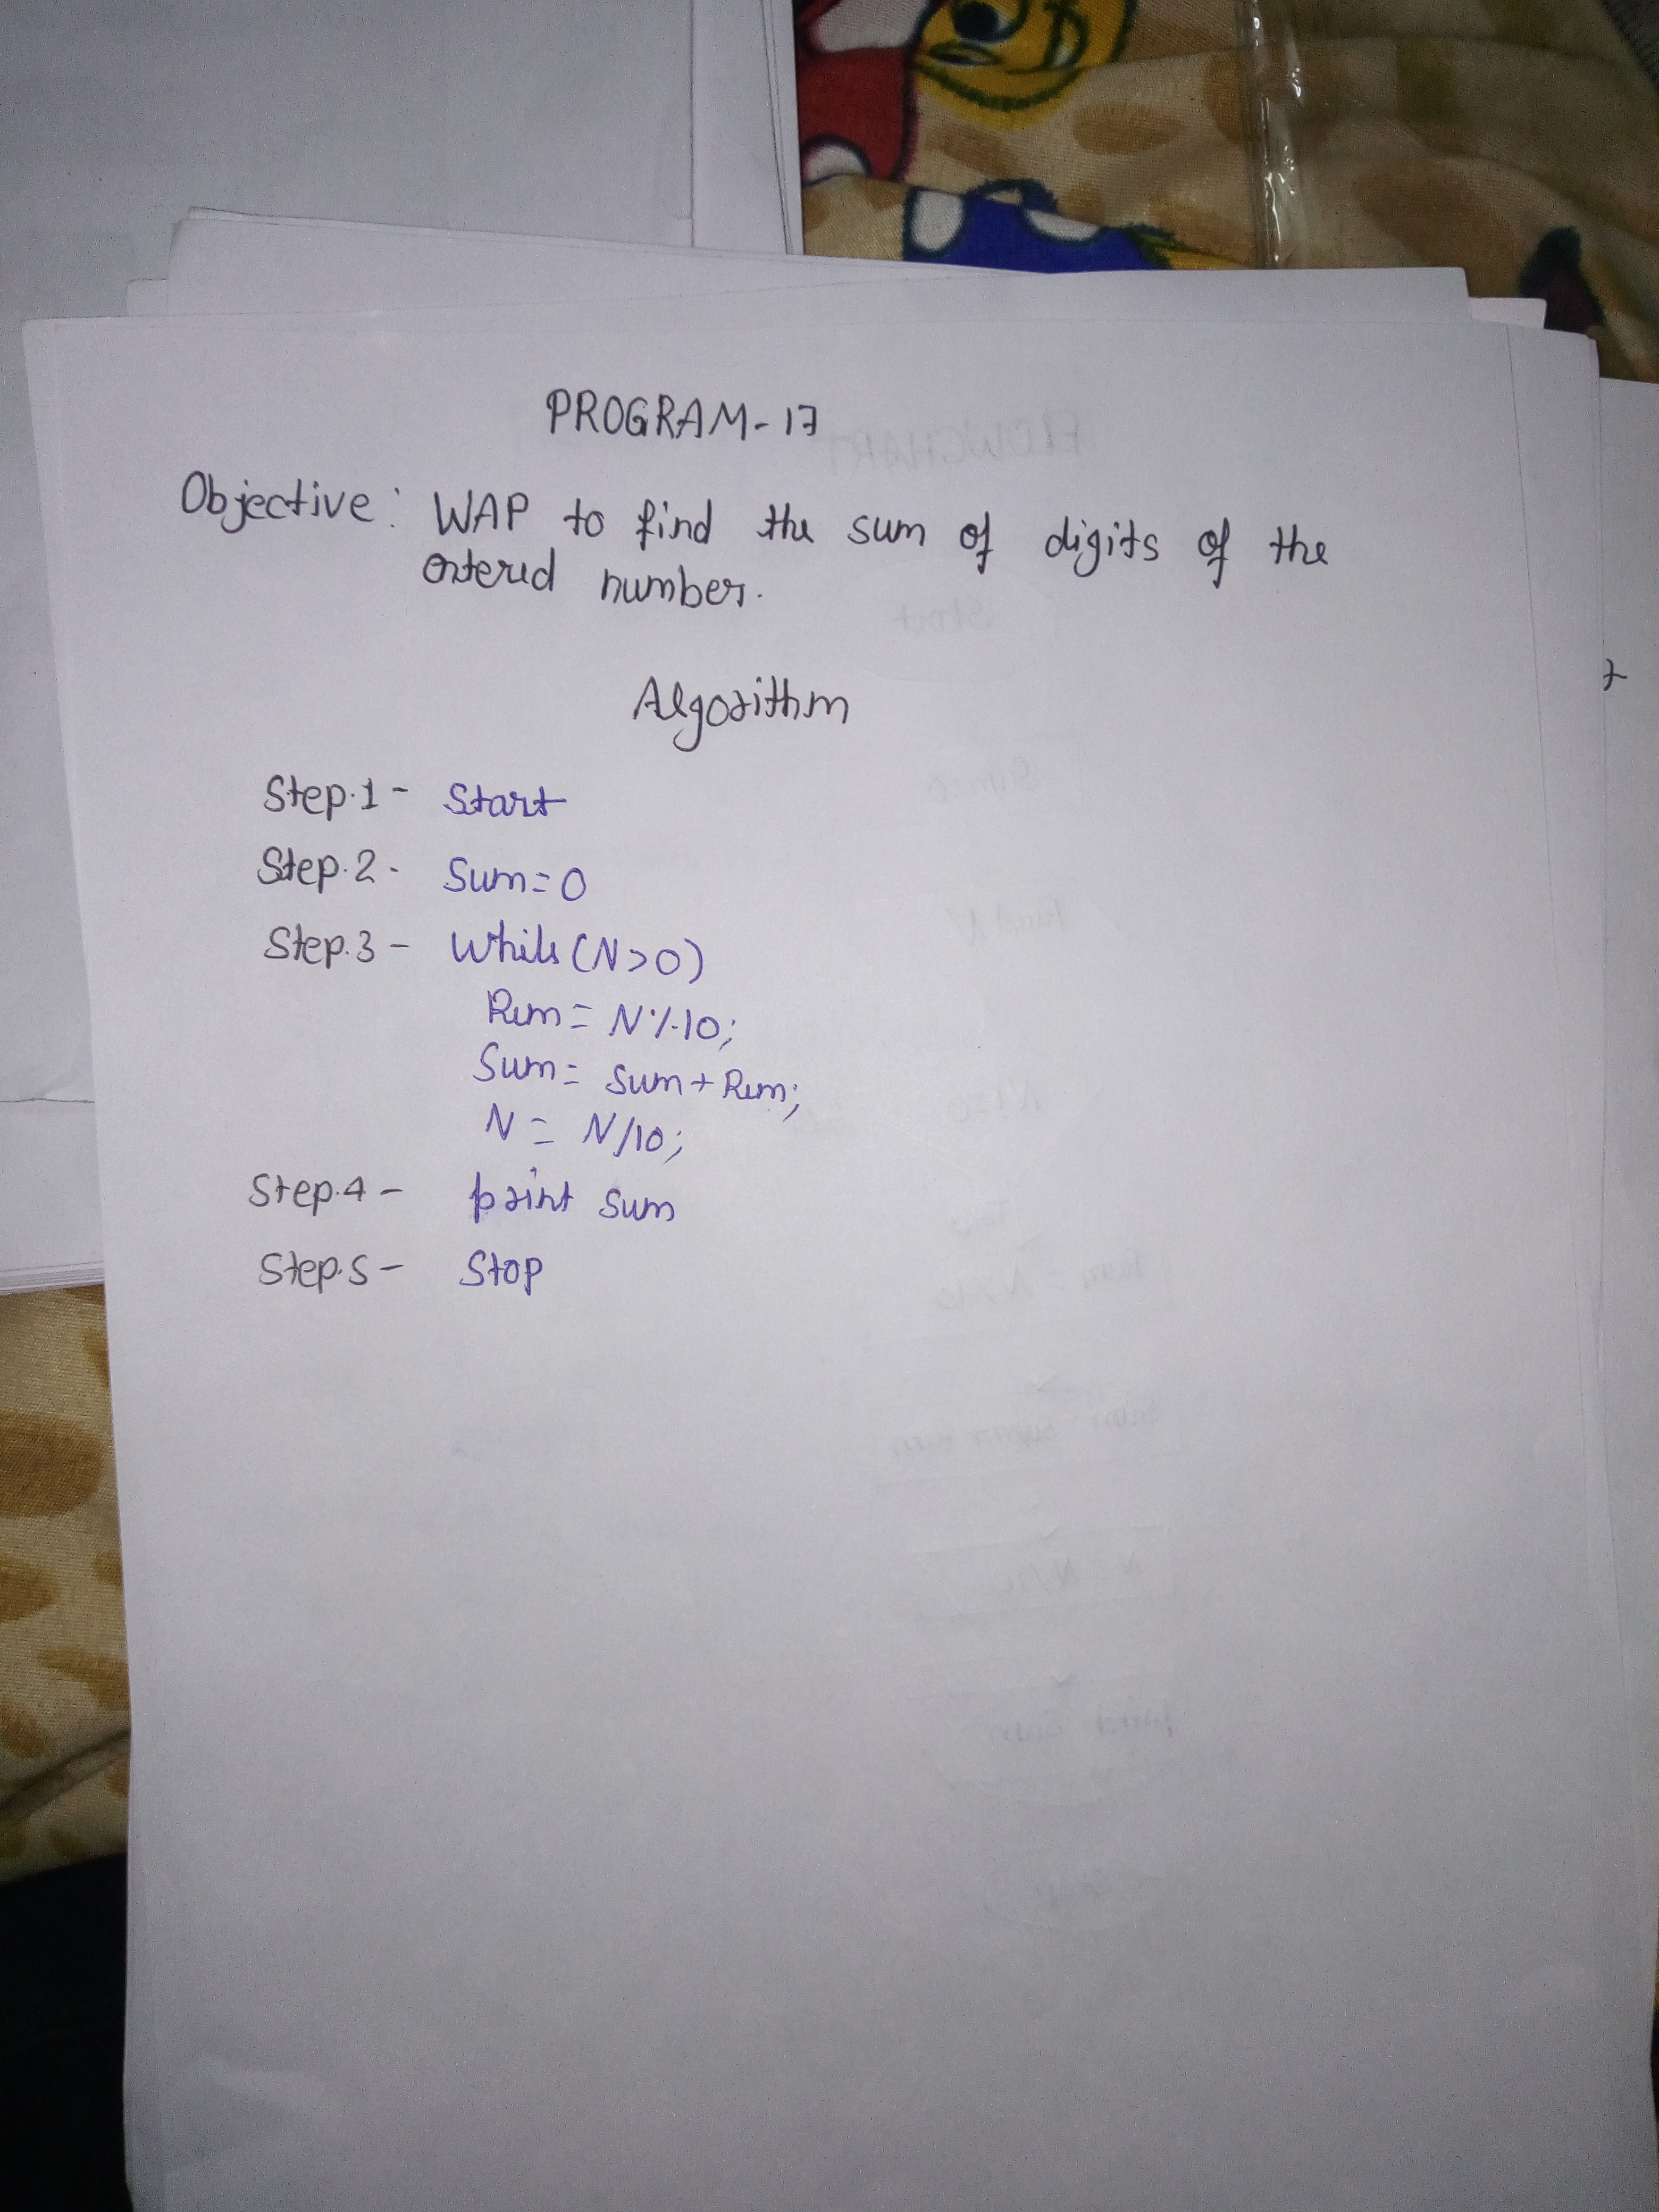 PROGRAM-17
Objective: WAP to find the sum of digits of the
entered number.
Algorithm
Step.1- Start
Step.2- Sum=0
Step.3- While(N>0)
Rem= N%10;
Sum= Sum+Rem;
N= N/10;
Step.4- print sum
Step.5- Stop